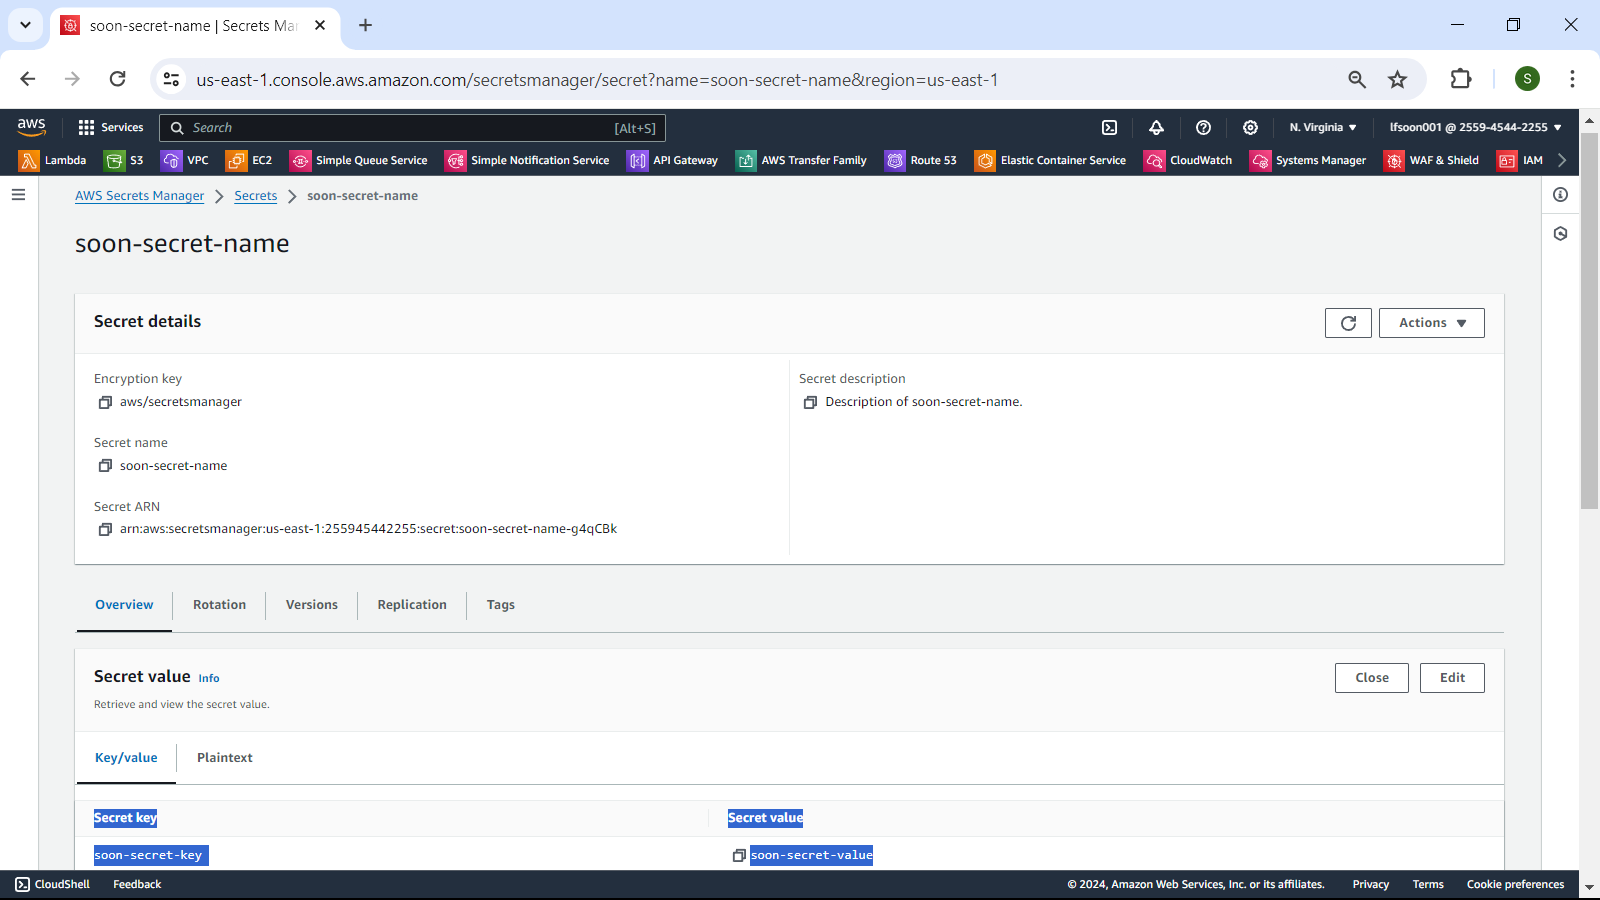 soon-secret-name | Secrets Mar
us-east-1.console.aws.amazon.com/secretsmanager/secret?name=soon-secret-name&region=us-east-1
S
aws
Services
Search
[Alt+S]
N. Virginia
lfsoon001 @ 2559-4544-2255
Lambda
S3
VPC
EC2
Simple Queue Service
Simple Notification Service
API Gateway
AWS Transfer Family
Route 53
Elastic Container Service
CloudWatch
Systems Manager
WAF & Shield
IAM
AWS Secrets Manager
Secrets
soon-secret-name
soon-secret-name
Secret details
Actions
Encryption key
aws/secretsmanager
Secret description
Description of soon-secret-name.
Secret name
soon-secret-name
Secret ARN
arn:aws:secretsmanager:us-east-1:255945442255:secret:soon-secret-name-g4qCBk
Overview
Rotation
Versions
Replication
Tags
Secret value
Info
Close
Edit
Retrieve and view the secret value.
Key/value
Plaintext
Secret key
Secret value
soon-secret-key
soon-secret-value
CloudShell
Feedback
© 2024, Amazon Web Services, Inc. or its affiliates.
Privacy
Terms
Cookie preferences